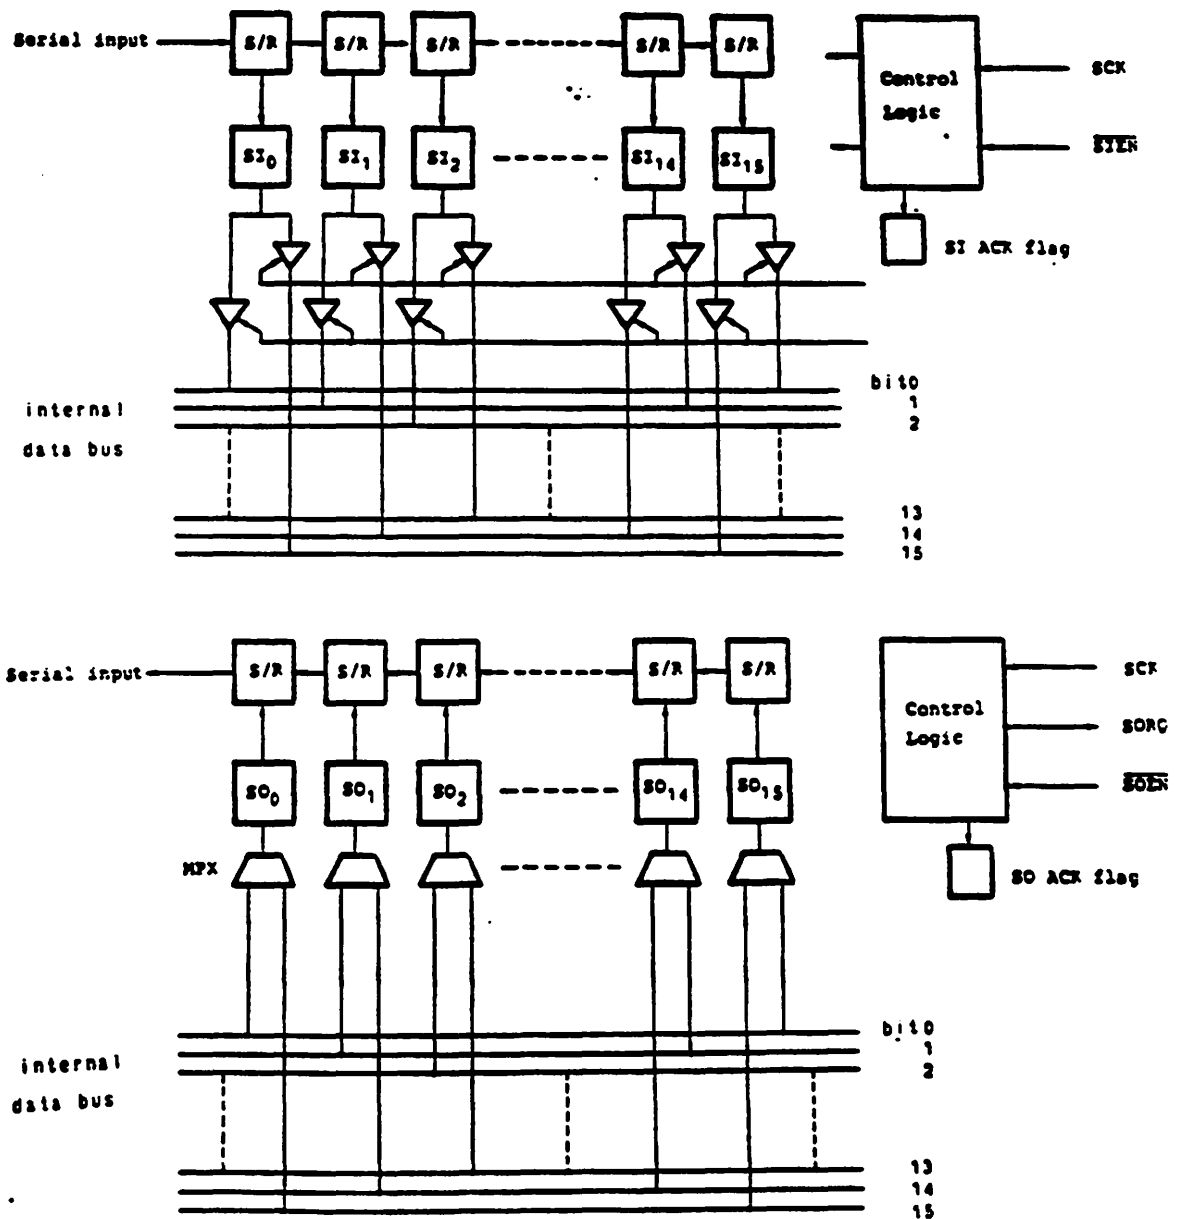 Serial input S/R S/R S/R S/R S/R
Control
Logic
SCK
SIEN
SI0 SI1 SI2 SI14 SI15
SI ACK flag
bit0
internal
1
2
data bus
13
14
15
Serial input S/R S/R S/R S/R S/R
SCK
Control
Logic
SORQ
SO0 SO1 SO2 SO14 SO15
SOEN
MPX
SO ACK flag
bit0
1
internal
2
data bus
13
14
15